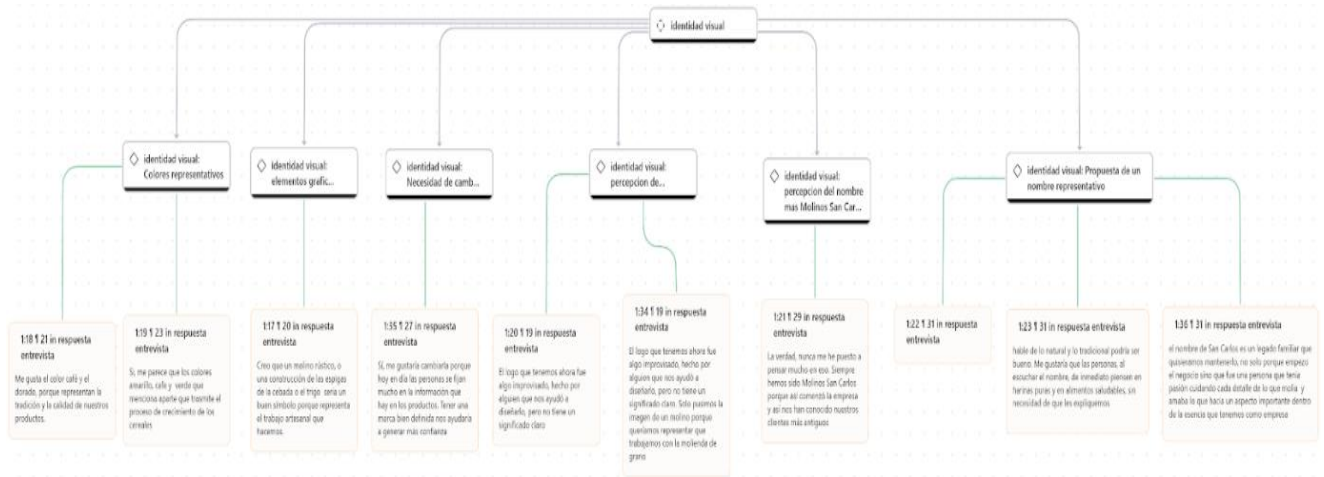 identidad visual
identidad visual:
Colores representativos
identidad visual:
elementos grafic...
identidad visual:
Necesidad de camb...
identidad visual:
percepcion de...
identidad visual:
percepcion del nombre
mas Molinos San Car...
identidad visual: Propuesta de un
nombre representativo
1:18 ¶ 21 in respuesta
entrevista
Me gusta el color café y el
dorado, porque representan la
tradición y la calidad de nuestros
productos.
1:19 ¶ 23 in respuesta
entrevista
Si, me parece que los colores
amarillo, cafe y verde que
menciona aparte que trasmite el
proceso de crecimiento de los
cereales
1:17 ¶ 20 in respuesta
entrevista
Creo que un molino rústico, o
una construcción de las espigas
de la cebada o el trigo sería un
buen símbolo porque representa
el trabajo artesanal que
hacemos.
1:35 ¶ 27 in respuesta
entrevista
Sí, me gustaría cambiarla porque
hoy en día las personas se fijan
mucho en la información que
hay en los productos. Tener una
marca bien definida nos ayudaría
a generar más confianza
1:20 ¶ 19 in respuesta
entrevista
El logo que tenemos ahora fue
algo improvisado, hecho por
alguien que nos ayudó a
diseñarlo, pero no tiene un
significado claro
1:34 ¶ 19 in respuesta
entrevista
El logo que tenemos ahora fue
algo improvisado, hecho por
alguien que nos ayudó a
diseñarlo, pero no tiene un
significado claro. Solo pusimos la
imagen de un molino porque
queríamos representar que
trabajamos con la molienda de
grano
1:21 ¶ 29 in respuesta
entrevista
La verdad, nunca me he puesto a
pensar mucho en eso. Siempre
hemos sido Molinos San Carlos
porque así comenzó la empresa
y así nos han conocido nuestros
clientes más antiguos
1:22 ¶ 31 in respuesta
entrevista
1:23 ¶ 31 in respuesta entrevista
hable de lo natural y lo tradicional podría ser
bueno. Me gustaría que las personas, al
escuchar el nombre, de inmediato piensen en
harinas puras y en alimentos saludables, sin
necesidad de que les expliquemos.
1:36 ¶ 31 in respuesta entrevista
el nombre de San Carlos es un legado familiar que
quisieramos mantenerlo, no solo porque empezo
el negocio sino que fue una persona que tenia
pasión cuidando cada detalle de lo que molia y
amaba lo que hacia un aspecto importante dentro
de la esencia que tenemos como empresa